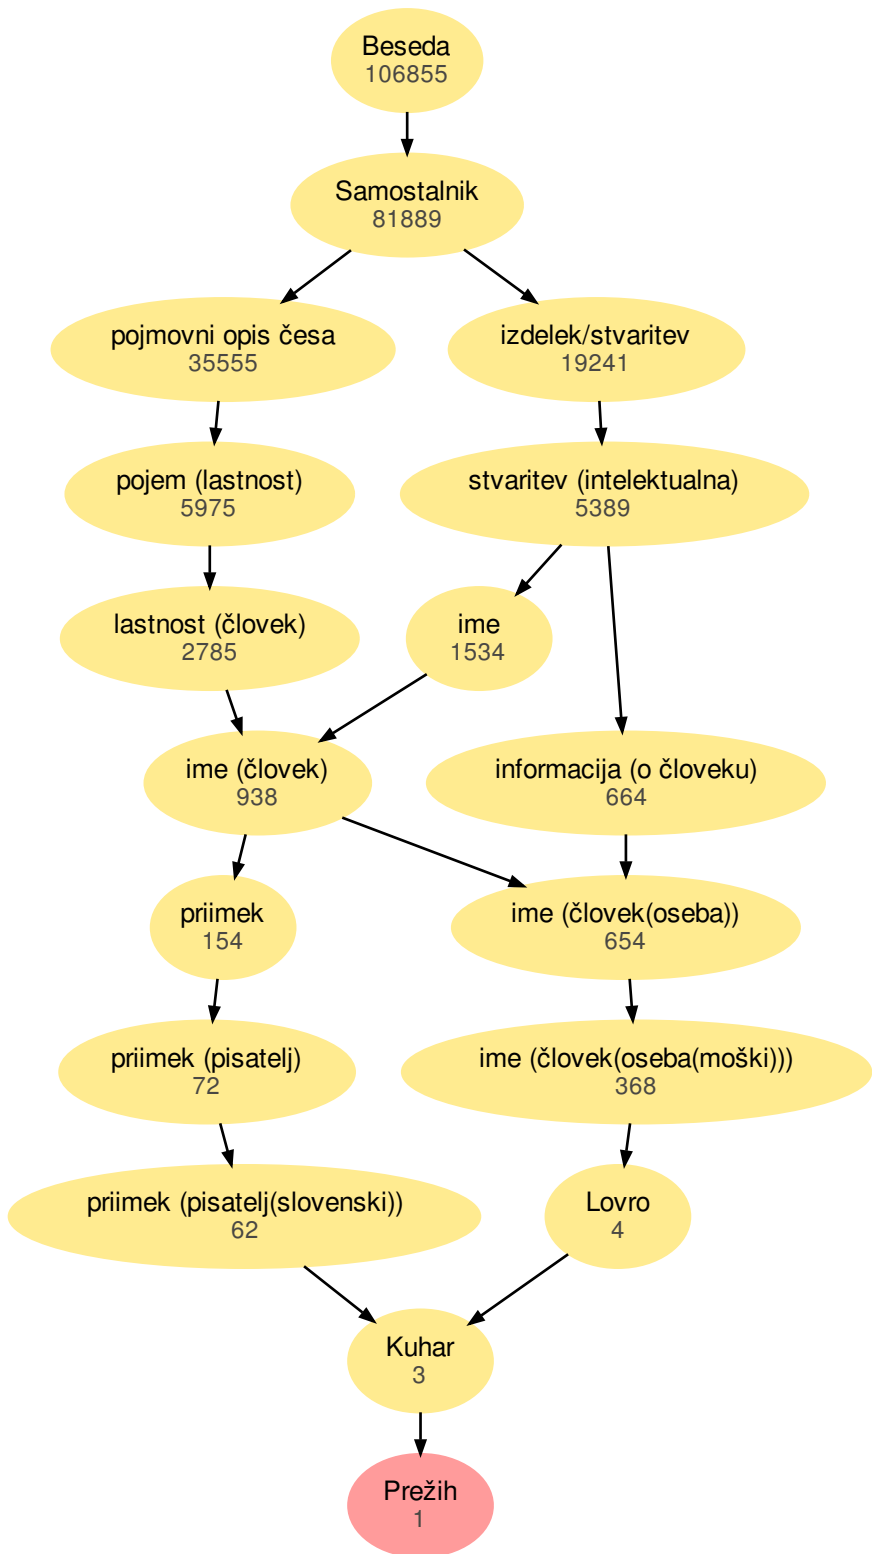 Beseda
106855
Samostalnik
81889
pojmovni opis česa
35555
izdelek/stvaritev
19241
pojem (lastnost)
5975
stvaritev (intelektualna)
5389
lastnost (človek)
2785
ime
1534
ime (človek)
938
informacija (o človeku)
664
priimek
154
ime (človek(oseba))
654
priimek (pisatelj)
72
ime (človek(oseba(moški)))
368
priimek (pisatelj(slovenski))
62
Lovro
4
Kuhar
3
Prežih
1